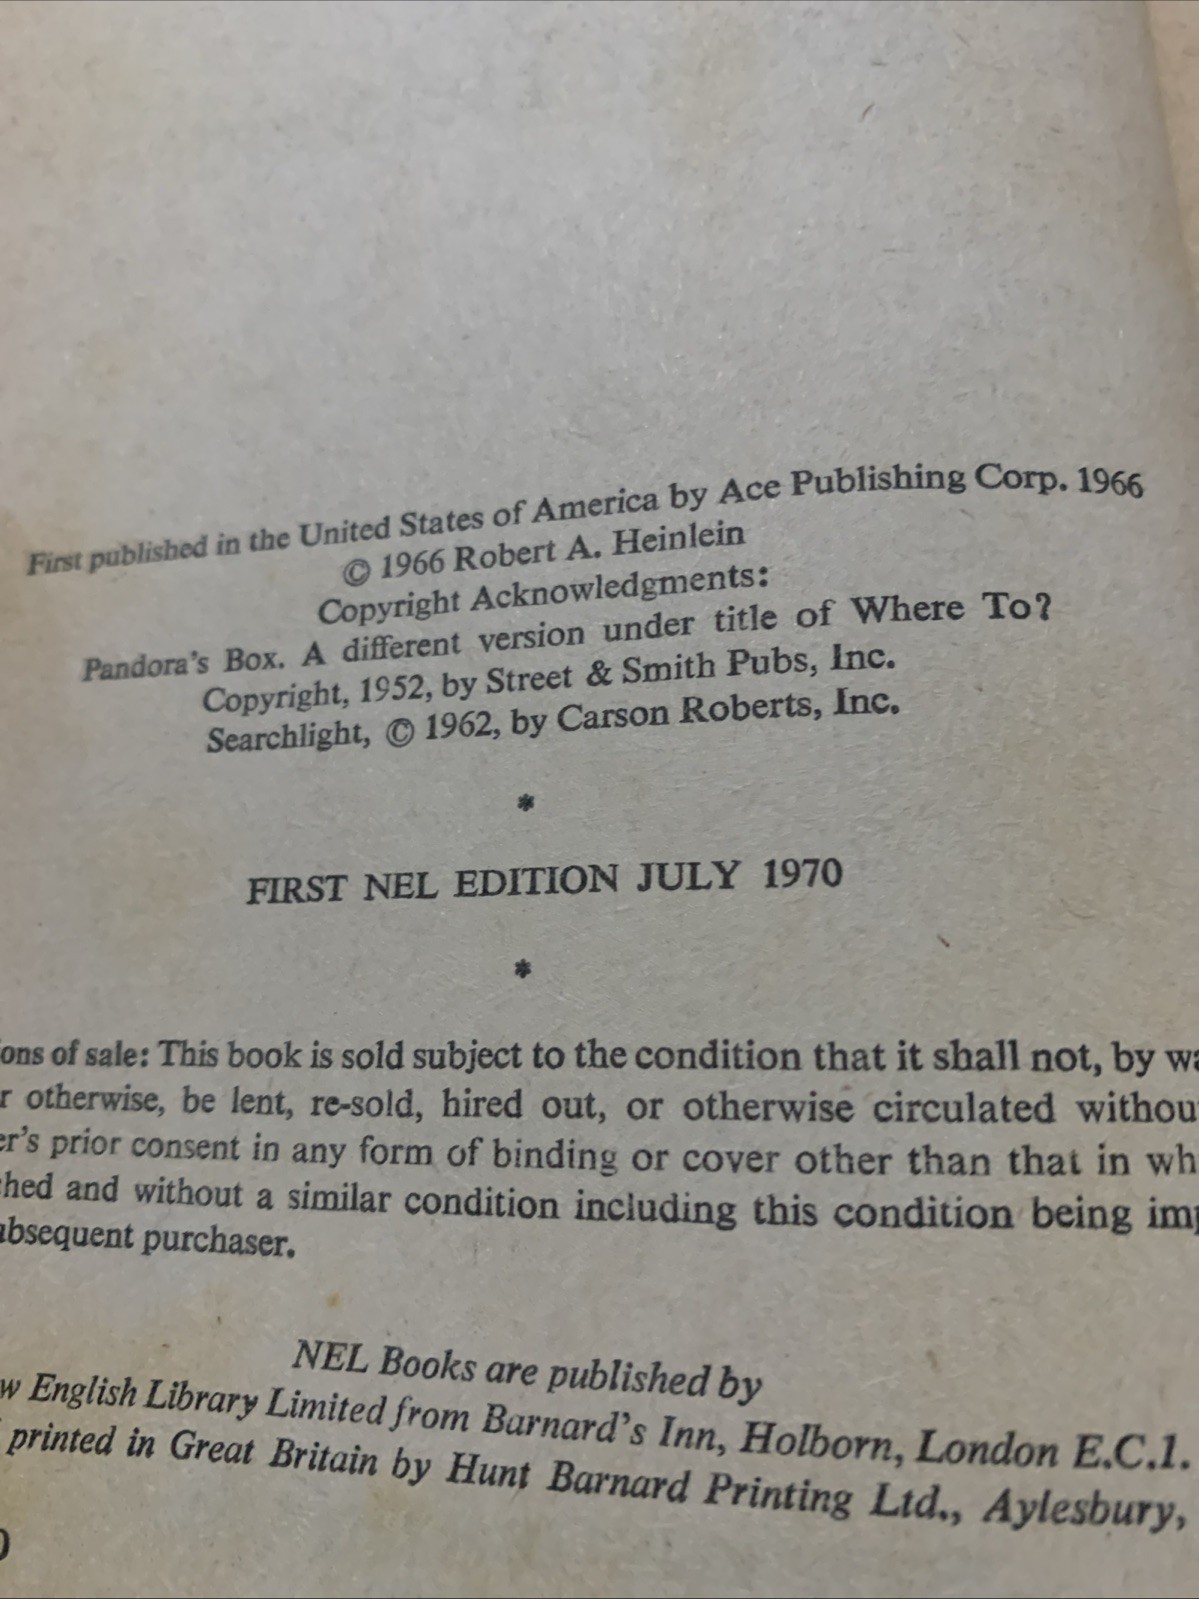 First published in the United States of America by Ace Publishing Corp. 1966
© 1966 Robert A. Heinlein
Copyright Acknowledgments:
Pandora's Box. A different version under title of Where To?
Copyright, 1952, by Street & Smith Pubs, Inc.
Searchlight, © 1962, by Carson Roberts, Inc.
*
FIRST NEL EDITION JULY 1970
*
ons of sale: This book is sold subject to the condition that it shall not, by wa
r otherwise, be lent, re-sold, hired out, or otherwise circulated withou
er's prior consent in any form of binding or cover other than that in wh
hed and without a similar condition including this condition being imp
ubsequent purchaser.
NEL Books are published by
w English Library Limited from Barnard's Inn, Holborn, London E.C.1.
printed in Great Britain by Hunt Barnard Printing Ltd., Aylesbury,
0